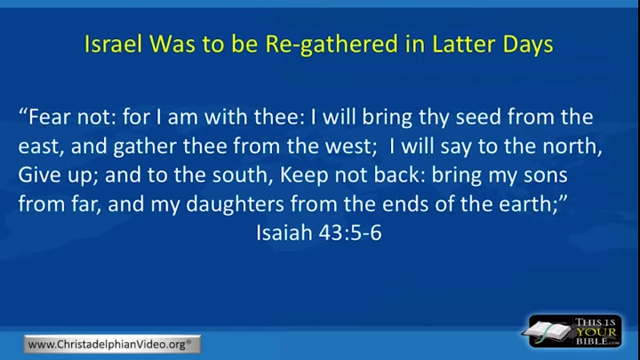 Israel Was to be Re-gathered in Latter Days
“Fear not: for I am with thee: I will bring thy seed from the
east, and gather thee from the west;  I will say to the north,
Give up; and to the south, Keep not back: bring my sons
from far, and my daughters from the ends of the earth;”
Isaiah 43:5-6
www.ChristadelphianVideo.org®
THIS IS
YOUR
BIBLE.com